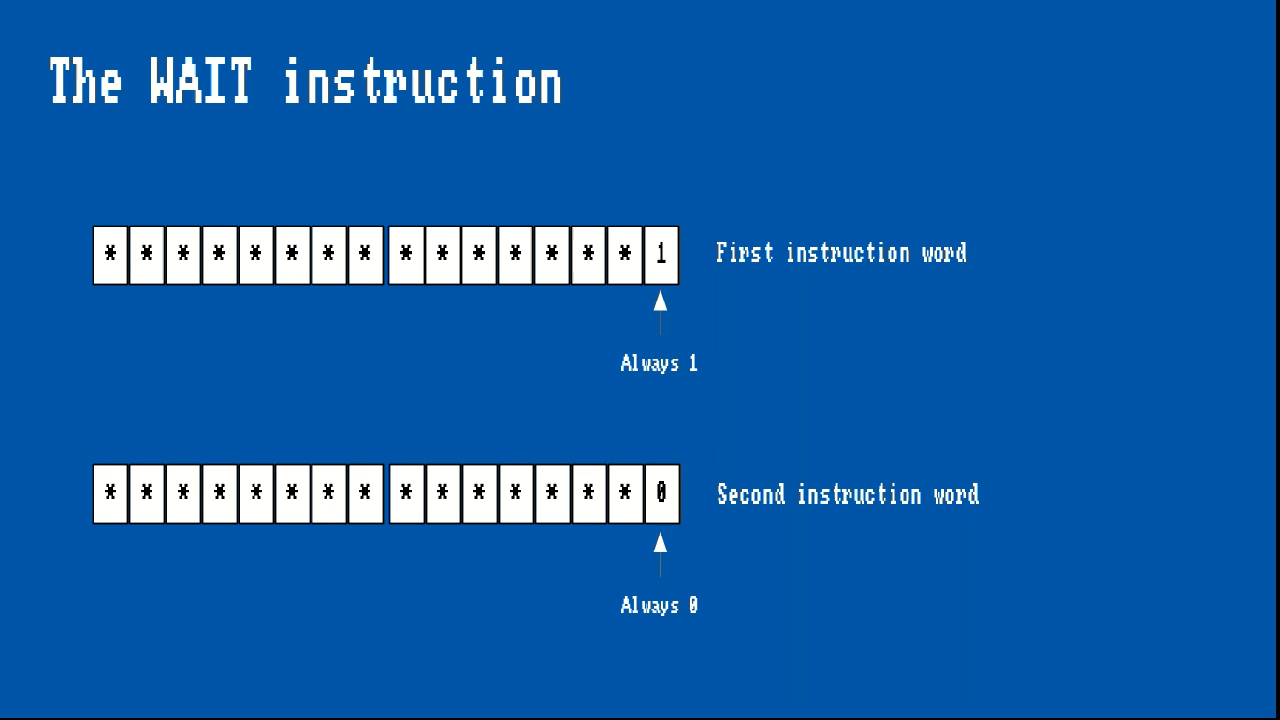 The WAIT instruction
* * * * * * * * * * * * * * * 1 First instruction word
Always 1
* * * * * * * * * * * * * * * 0 Second instruction word
Always 0